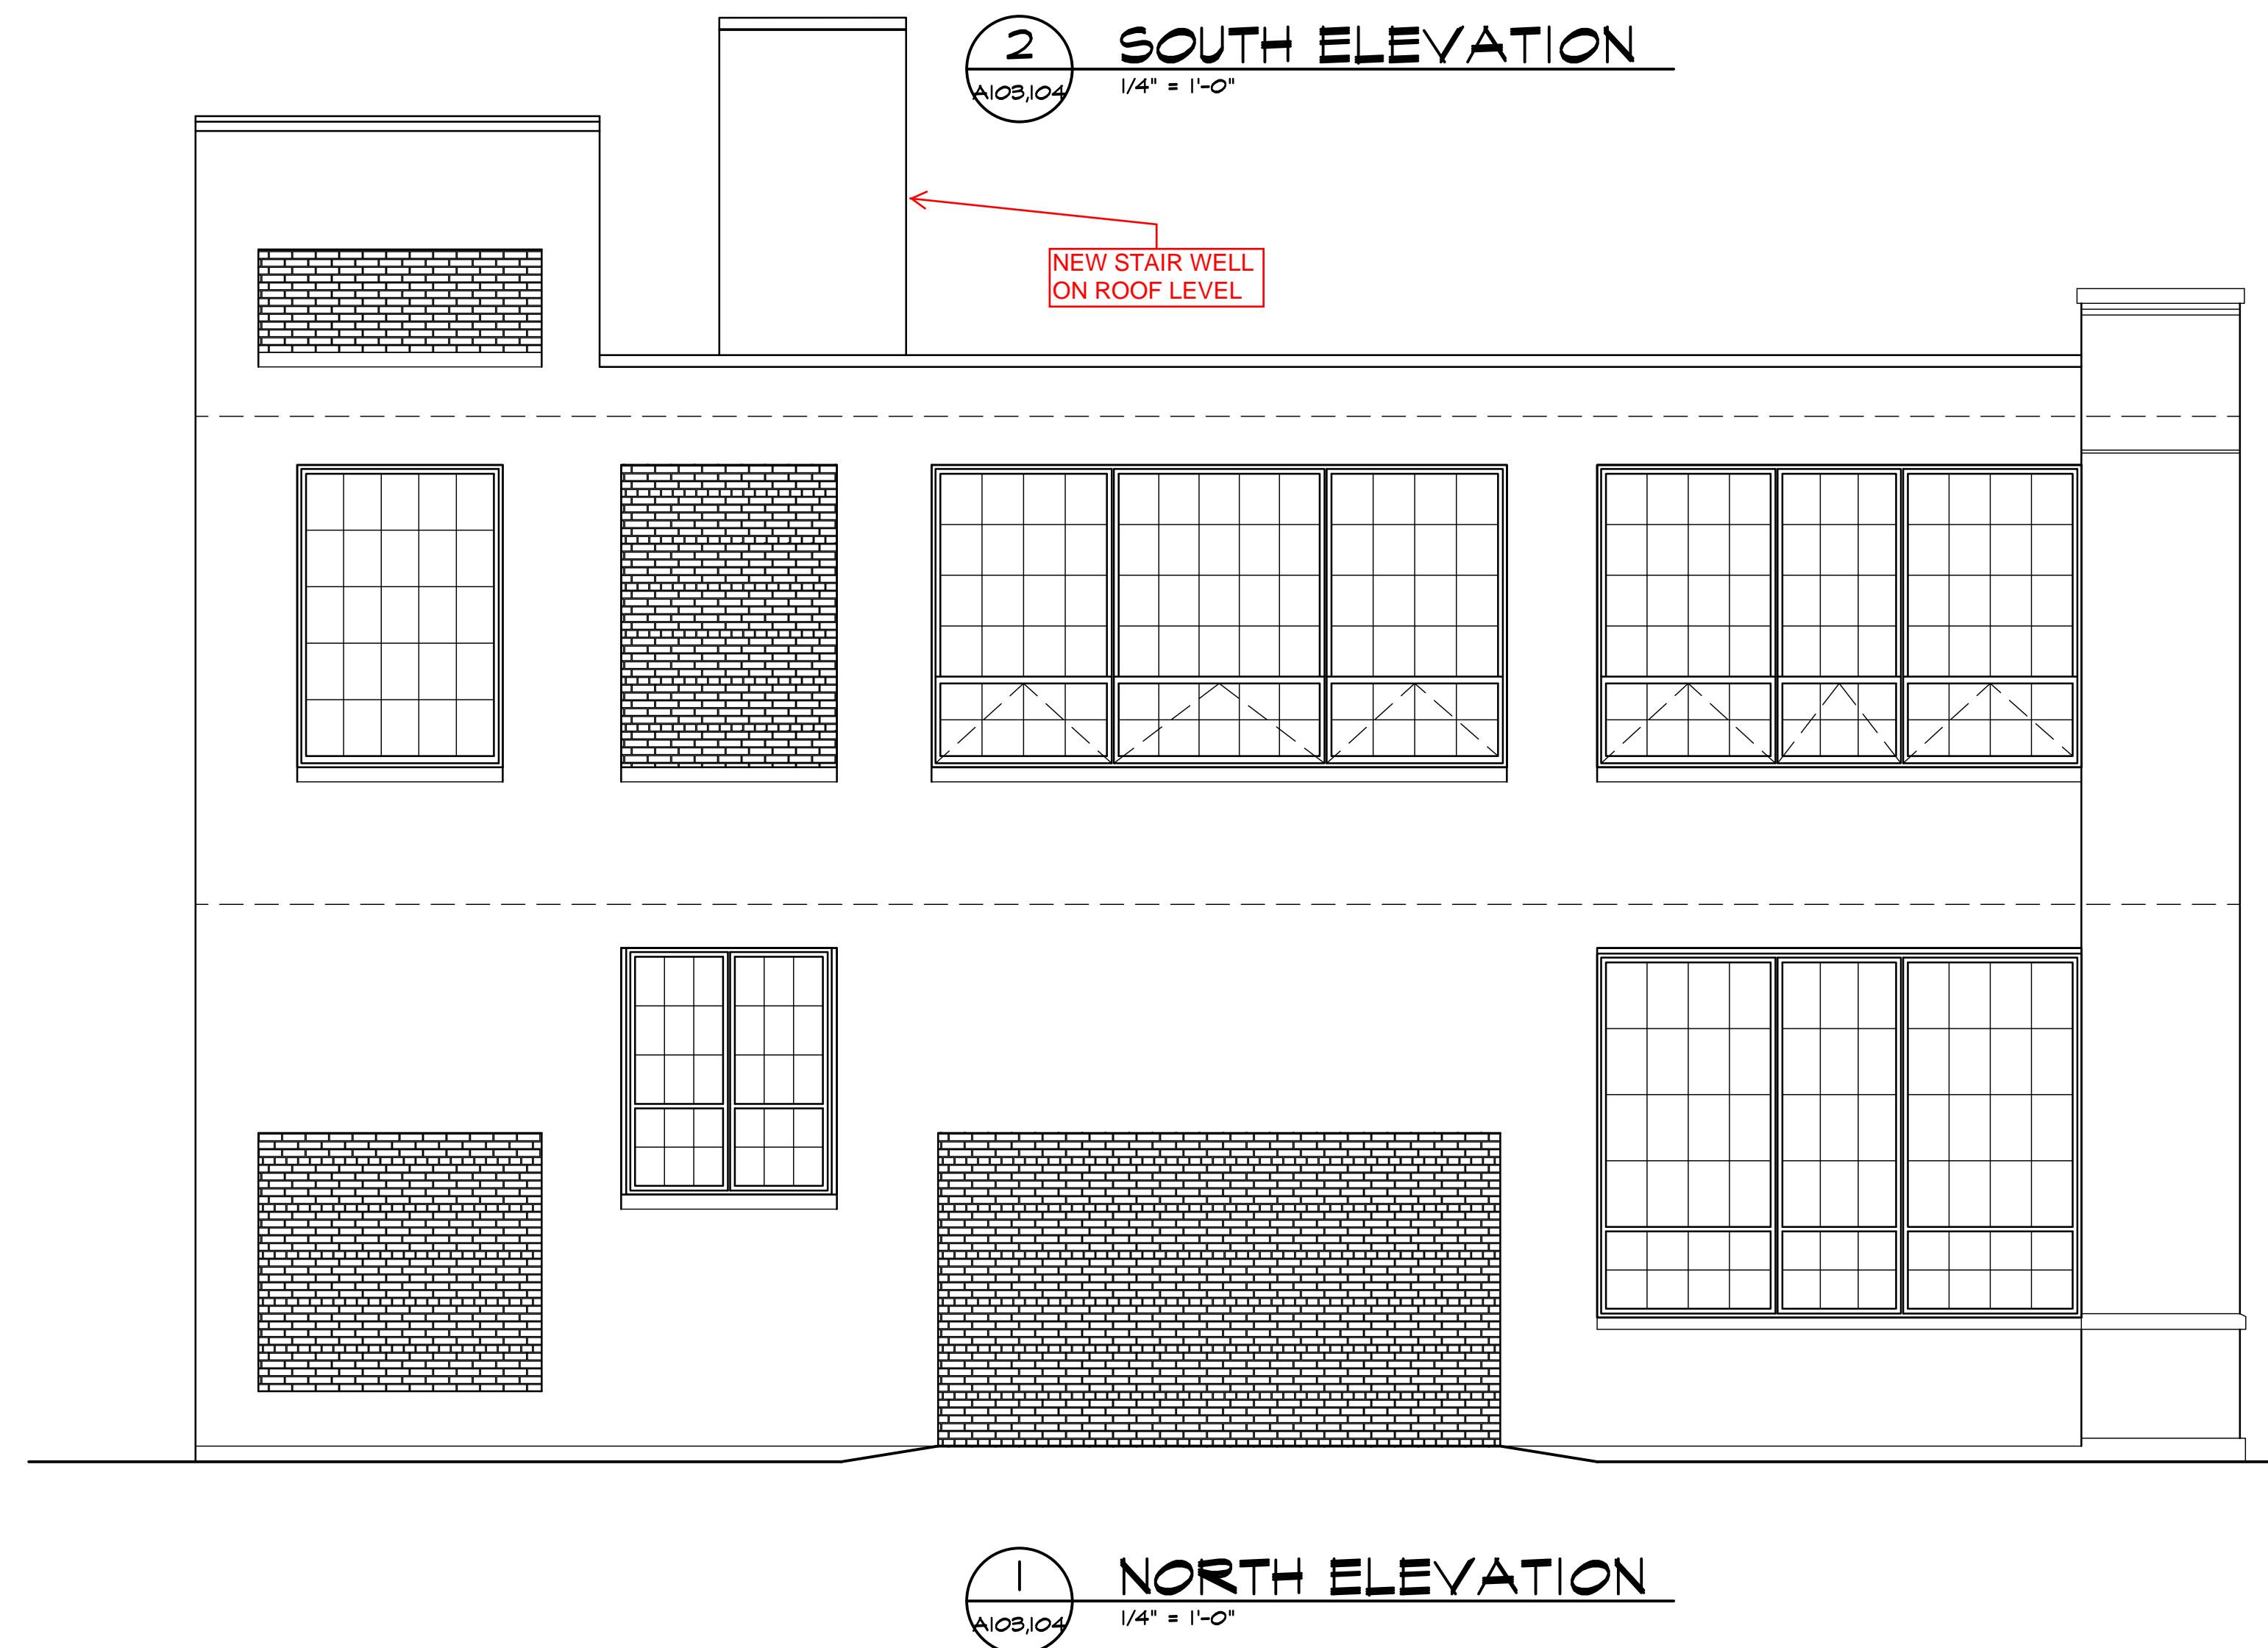 2
SOUTH ELEVATION
A103,104
1/4" = 1'-0"
NEW STAIR WELL
ON ROOF LEVEL
1
NORTH ELEVATION
A103,104
1/4" = 1'-0"